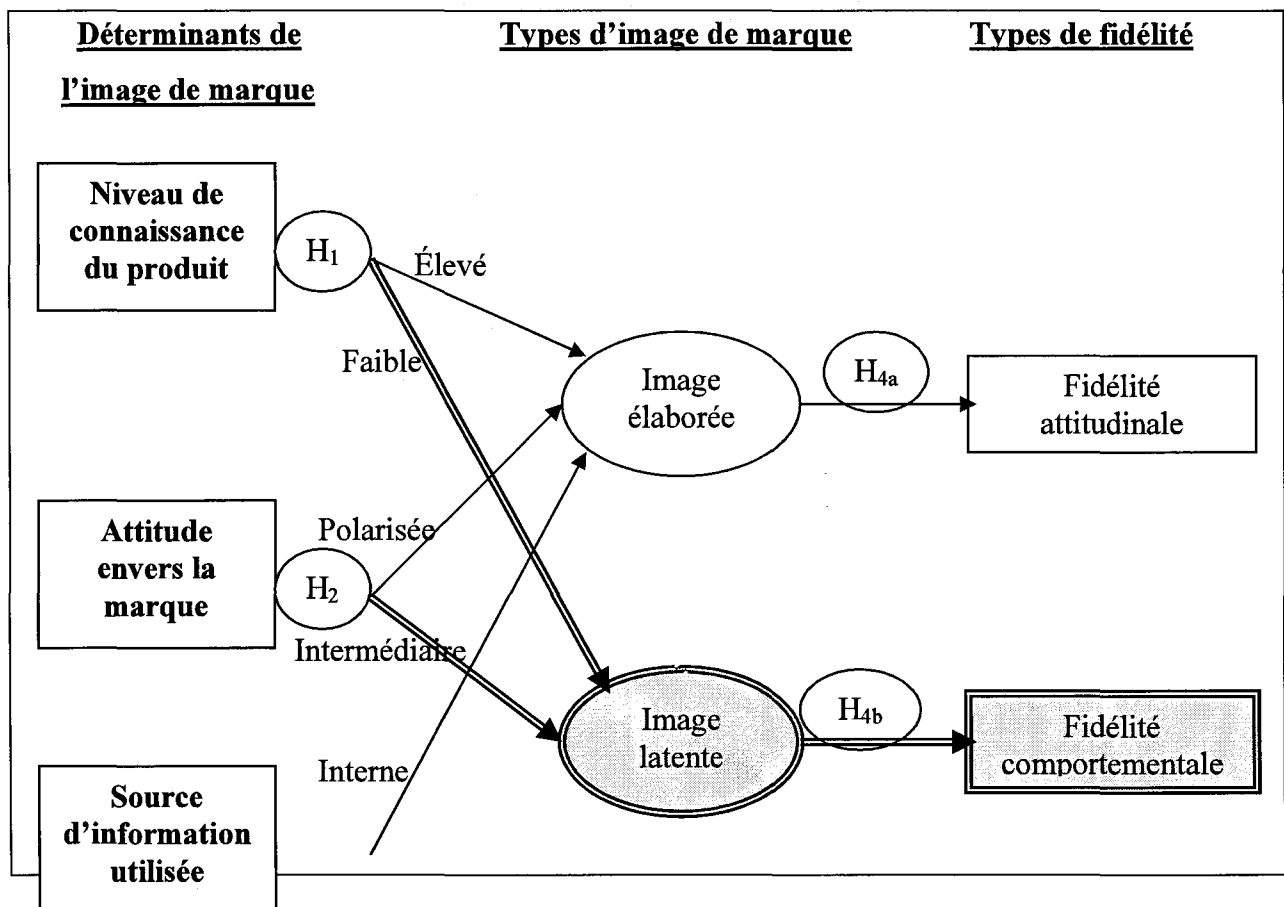 Déterminants de
l'image de marque
Types d'image de marque
Types de fidélité
Niveau de
connaissance
du produit
H1
Élevé
Faible
Image
élaborée
H4a
Fidélité
attitudinale
Attitude
envers la
marque
H2
Polarisée
Intermédiaire
Image
latente
H4b
Fidélité
comportementale
Interne
Source
d'information
utilisée